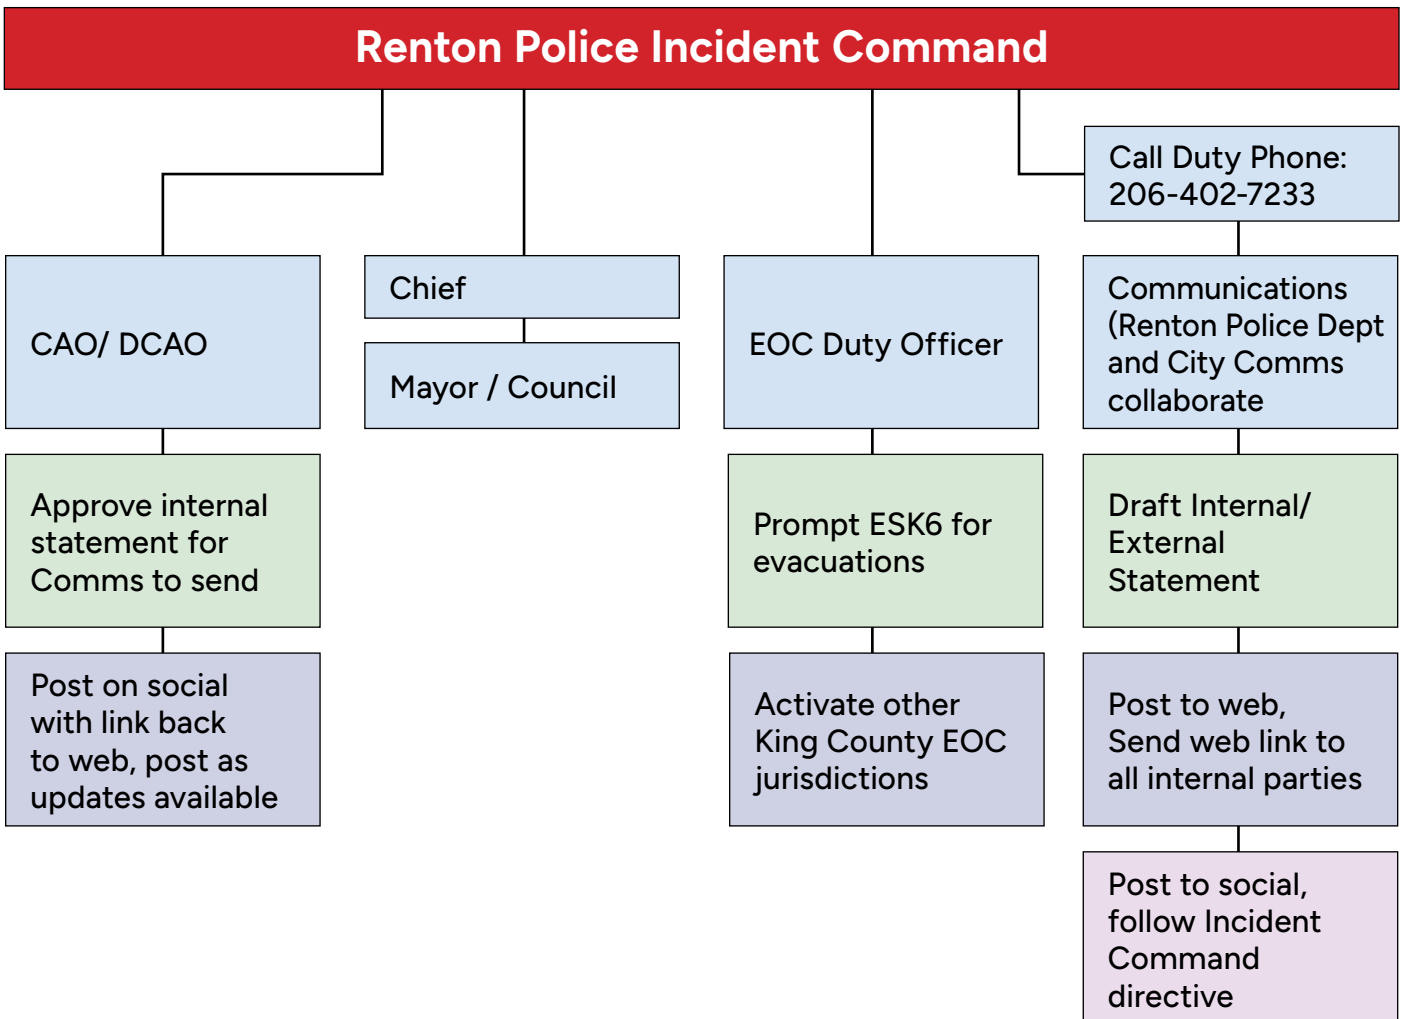 Renton Police Incident Command
Call Duty Phone:
206-402-7233
CAO/ DCAO
Chief
Mayor / Council
EOC Duty Officer
Communications
(Renton Police Dept
and City Comms
collaborate
Approve internal
statement for
Comms to send
Prompt ESK6 for
evacuations
Draft Internal/
External
Statement
Post on social
with link back
to web, post as
updates available
Activate other
King County EOC
jurisdictions
Post to web,
Send web link to
all internal parties
Post to social,
follow Incident
Command
directive